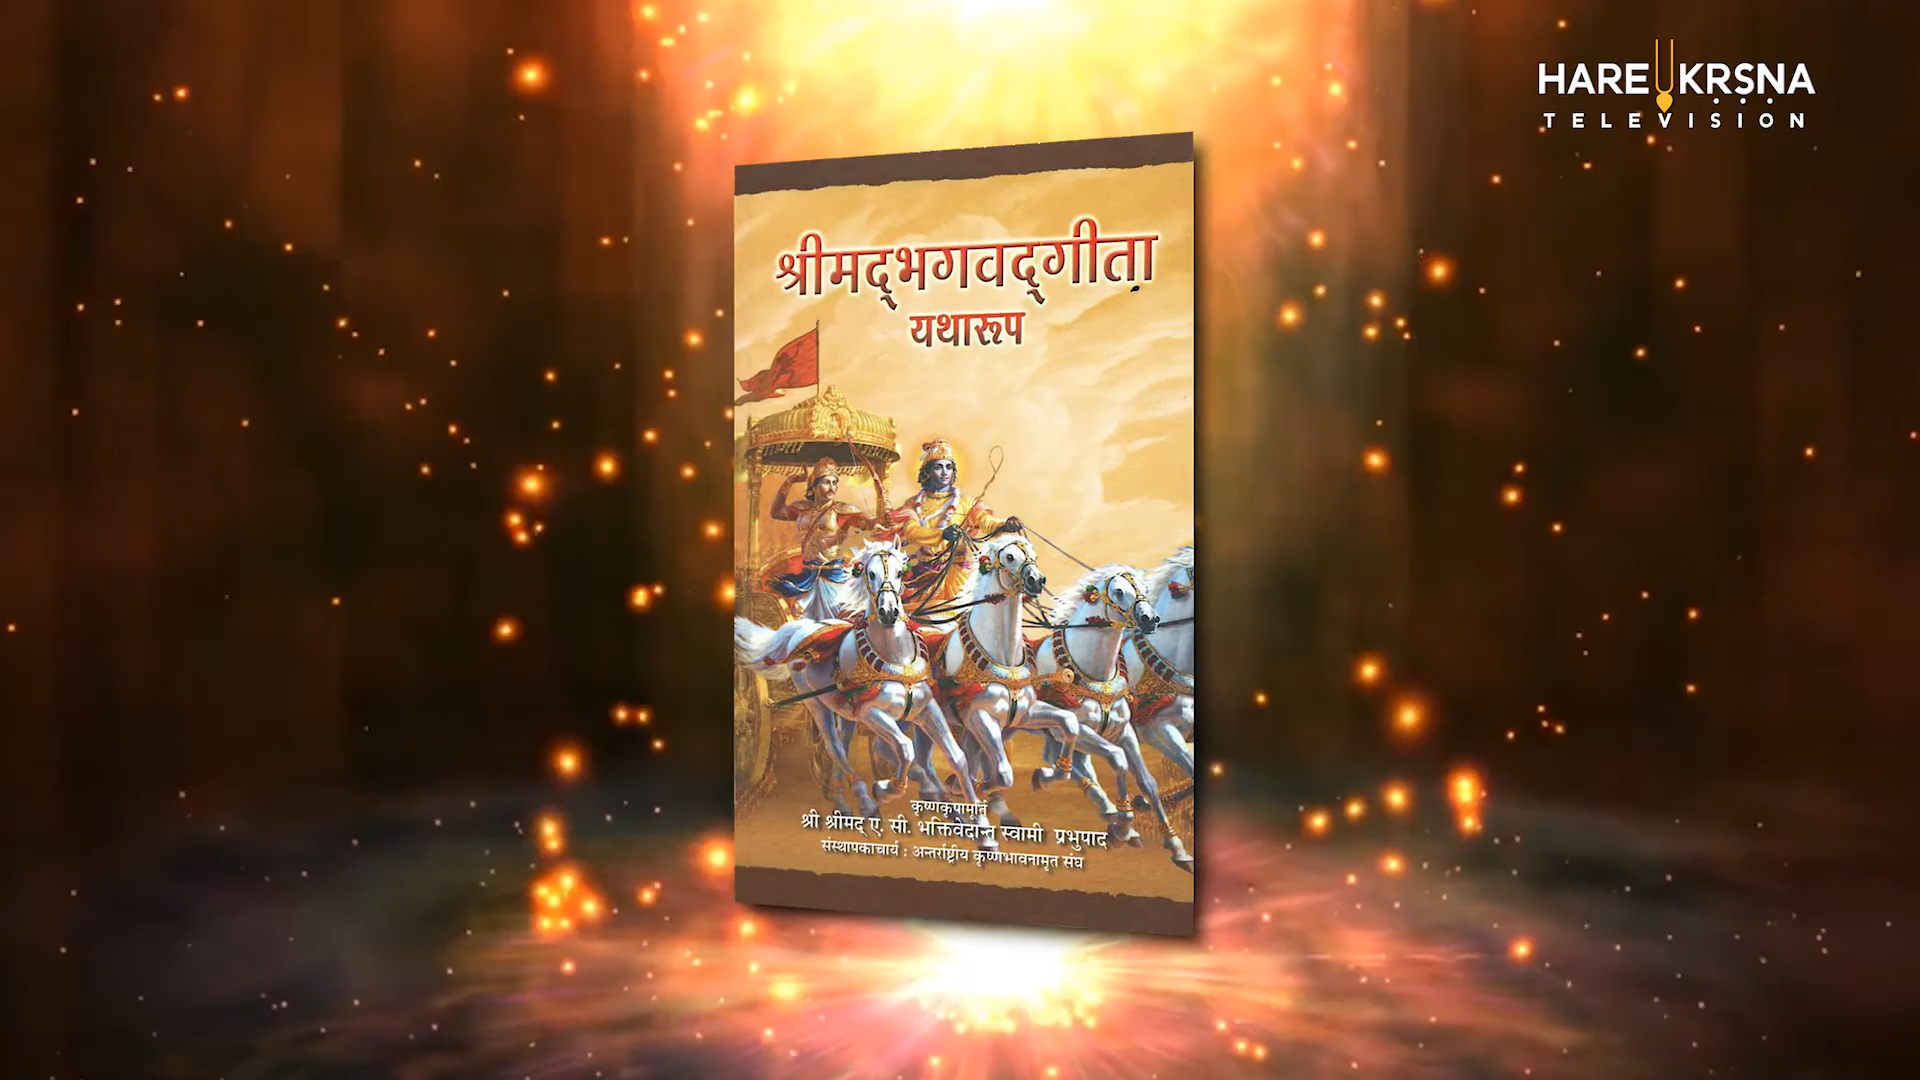 HARE KRSNA
TELEVISION
श्रीमद्भगवद्गीता
यथारूप
कृष्णकृपामूर्ति
श्री श्रीमद् ए. सी. भक्तिवेदान्त स्वामी प्रभुपाद
संस्थापकाचार्य : अन्तर्राष्ट्रीय कृष्णभावनामृत संघ